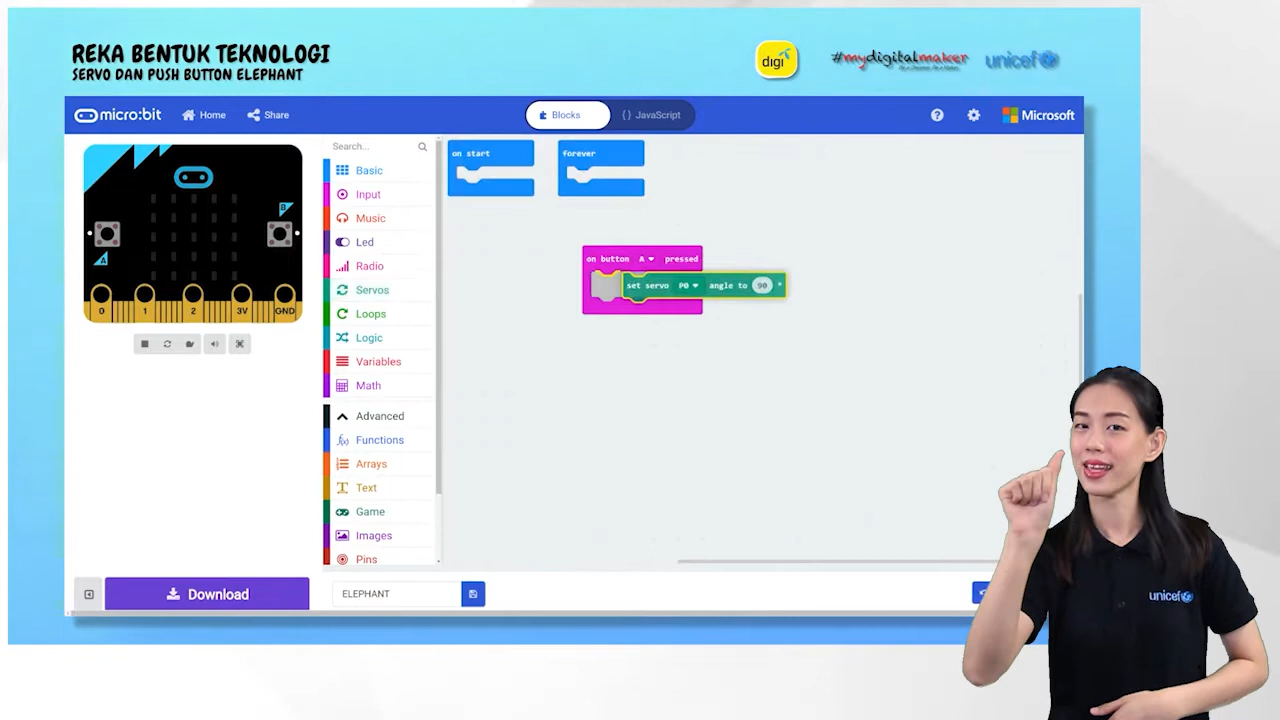 REKA BENTUK TEKNOLOGI
SERVO DAN PUSH BUTTON ELEPHANT
digi
#mydigitalmaker
unicef
micro:bit
Home
Share
Blocks
{} JavaScript
?
Microsoft
Search...
Basic
Input
Music
Led
Radio
Servos
Loops
Logic
Variables
Math
Advanced
Functions
Arrays
Text
Game
Images
Pins
A
B
0
1
2
3V
GND
on start
forever
on button A pressed
set servo P0 angle to 90 °
Download
ELEPHANT
unicef